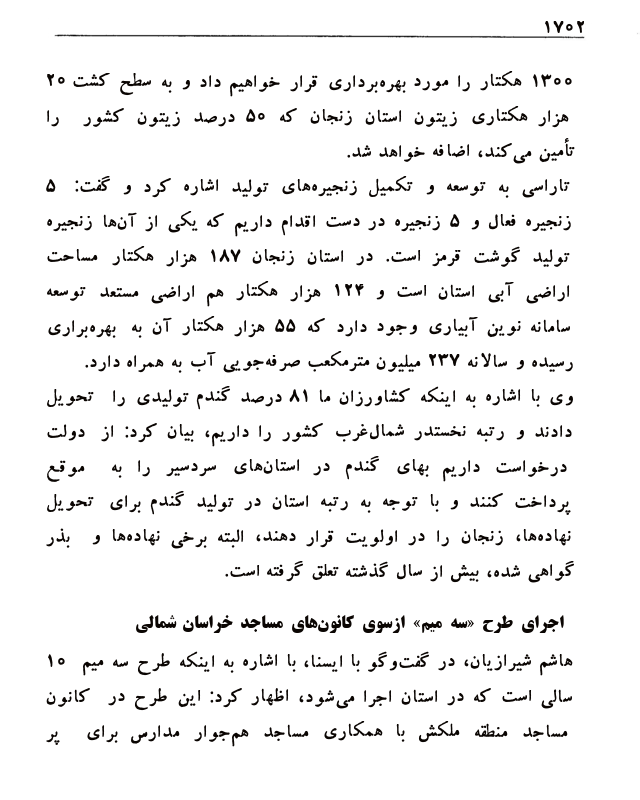 ۱۷۰۲
۱۳۰۰ هکتار را مورد بهره‌برداری قرار خواهیم داد و به سطح کشت ۲۰
هزار هکتاری زیتون استان زنجان که ۵۰ درصد زیتون کشور را
تأمین می‌کند، اضافه خواهد شد.
تاراسی به توسعه و تکمیل زنجیره‌های تولید اشاره کرد و گفت: ۵
زنجیره فعال و ۵ زنجیره در دست اقدام داریم که یکی از آن‌ها زنجیره
تولید گوشت قرمز است. در استان زنجان ۱۸۷ هزار هکتار مساحت
اراضی آبی استان است و ۱۲۴ هزار هکتار هم اراضی مستعد توسعه
سامانه نوین آبیاری وجود دارد که ۵۵ هزار هکتار آن به بهره‌براری
رسیده و سالانه ۲۳۷ میلیون مترمکعب صرفه‌جویی آب به همراه دارد.
وی با اشاره به اینکه کشاورزان ما ۸۱ درصد گندم تولیدی را تحویل
دادند و رتبه نخستدر شمال‌غرب کشور را داریم، بیان کرد: از دولت
درخواست داریم بهای گندم در استان‌های سردسیر را به موقع
پرداخت کنند و با توجه به رتبه استان در تولید گندم برای تحویل
نهاده‌ها، زنجان را در اولویت قرار دهند، البته برخی نهاده‌ها و بذر
گواهی شده، بیش از سال گذشته تعلق گرفته است.
اجرای طرح «سه میم» ازسوی کانون‌های مساجد خراسان شمالی
هاشم شیرازیان، در گفت‌وگو با ایسنا، با اشاره به اینکه طرح سه میم ۱۰
سالی است که در استان اجرا می‌شود، اظهار کرد: این طرح در کانون
مساجد منطقه ملکش با همکاری مساجد هم‌جوار مدارس برای پر